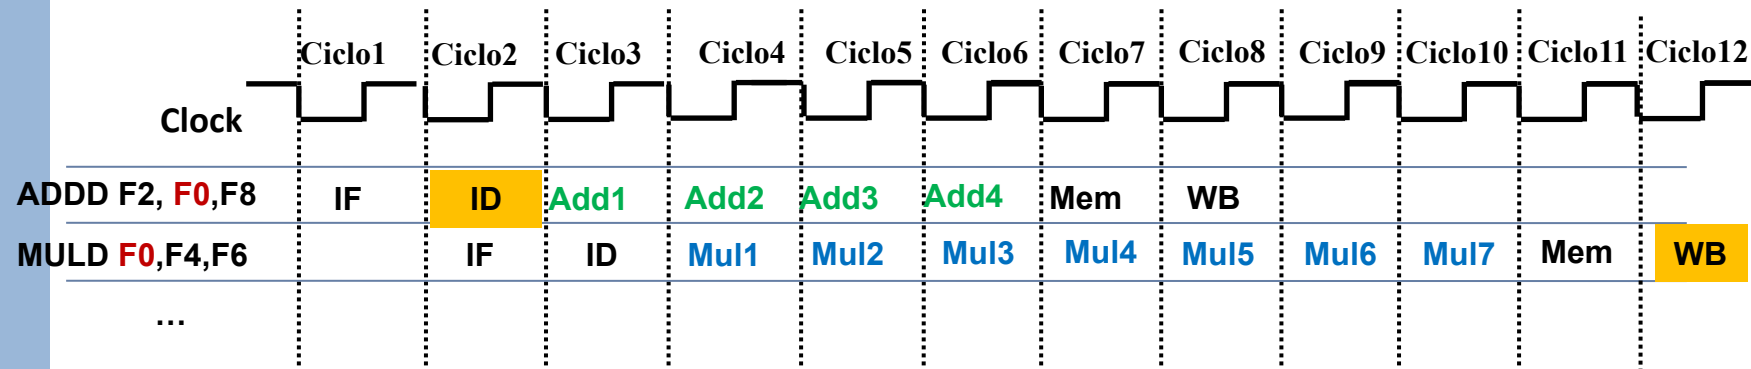 Ciclo1 Ciclo2 Ciclo3 Ciclo4 Ciclo5 Ciclo6 Ciclo7 Ciclo8 Ciclo9 Ciclo10 Ciclo11 Ciclo12
Clock
ADDD F2, F0,F8 IF ID Add1 Add2 Add3 Add4 Mem WB
MULD F0,F4,F6 IF ID Mul1 Mul2 Mul3 Mul4 Mul5 Mul6 Mul7 Mem WB
...